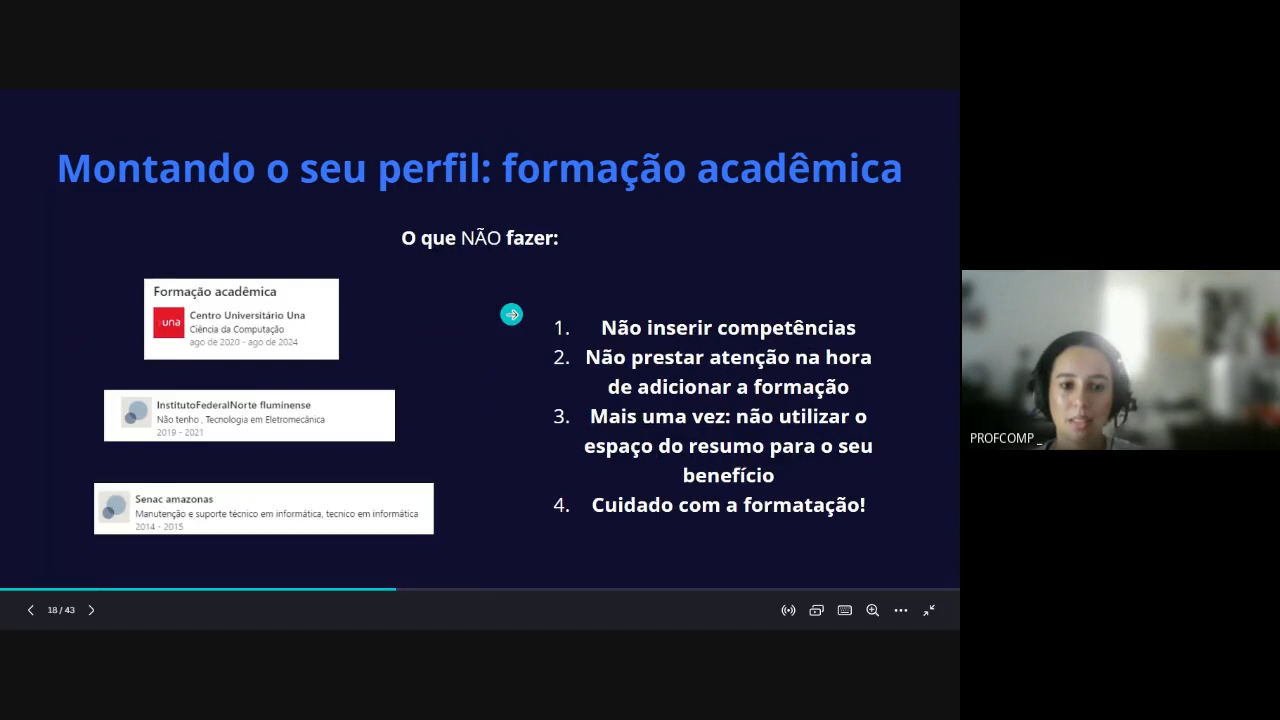 Montando o seu perfil: formação acadêmica
O que NÃO fazer:
Formação acadêmica
una
Centro Universitário Una
Ciência da Computação
ago de 2020 - ago de 2024
InstitutoFederalNorte fluminense
Não tenho , Tecnologia em Eletromecânica
2019 - 2021
Senac amazonas
Manutenção e suporte técnico em informática, tecnico em informática
2014 - 2015
1. Não inserir competências
2. Não prestar atenção na hora
de adicionar a formação
3. Mais uma vez: não utilizar o
espaço do resumo para o seu
benefício
4. Cuidado com a formatação!
18 / 43
PROFCOMP _